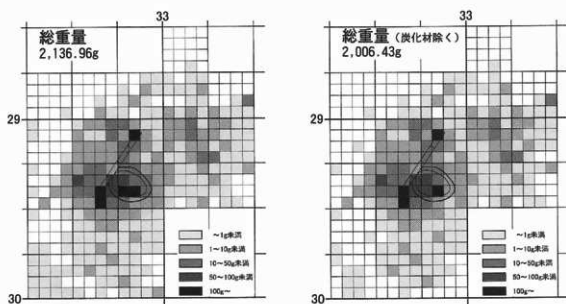 33
総重量
2,136.96g
29
～1g未満
1～10g未満
10～50g未満
50～100g未満
100g～
30
33
総重量 (炭化材除く)
2,006.43g
29
～1g未満
1～10g未満
10～50g未満
50～100g未満
100g～
30